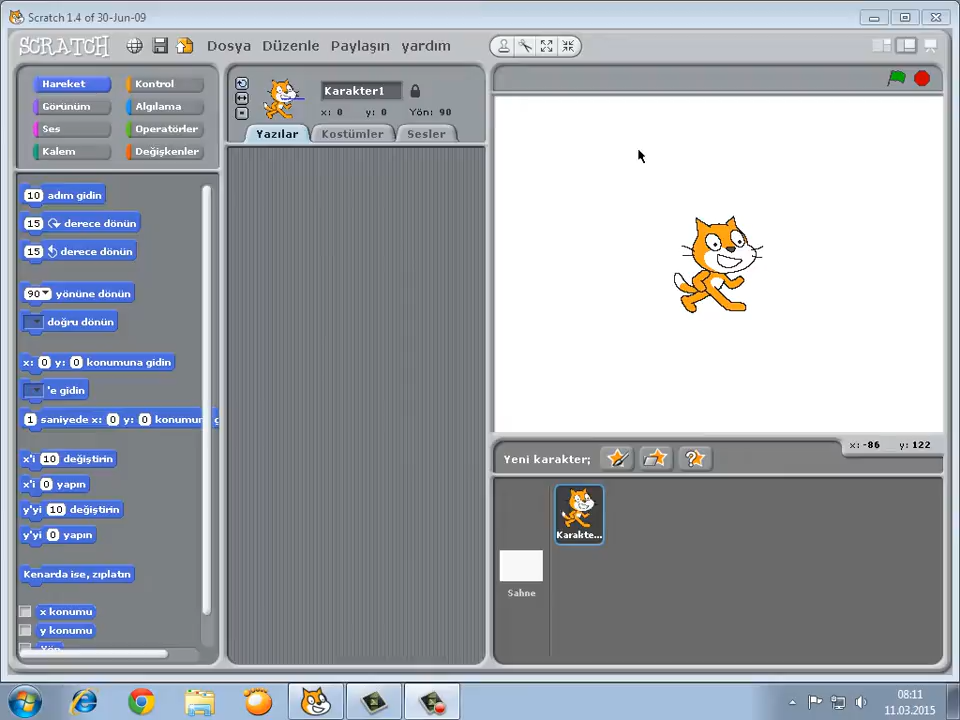 Scratch 1.4 of 30-Jun-09
SCRATCH Dosya Düzenle Paylaşın yardım
Hareket Kontrol
Görünüm Algılama
Ses Operatörler
Kalem Değişkenler
Karakter1
x: 0 y: 0 Yön: 90
Yazılar Kostümler Sesler
10 adım gidin
15 derece dönün
15 derece dönün
90 yönüne dönün
doğru dönün
x: 0 y: 0 konumuna gidin
'e gidin
1 saniyede x: 0 y: 0
x'i 10 değiştirin
x'i 0 yapın
y'yi 10 değiştirin
y'yi 0 yapın
Kenarda ise, zıplatın
x konumu
y konumu
x: -86 y: 122
Yeni karakter;
Karakte...
Sahne
08:11
11.03.2015